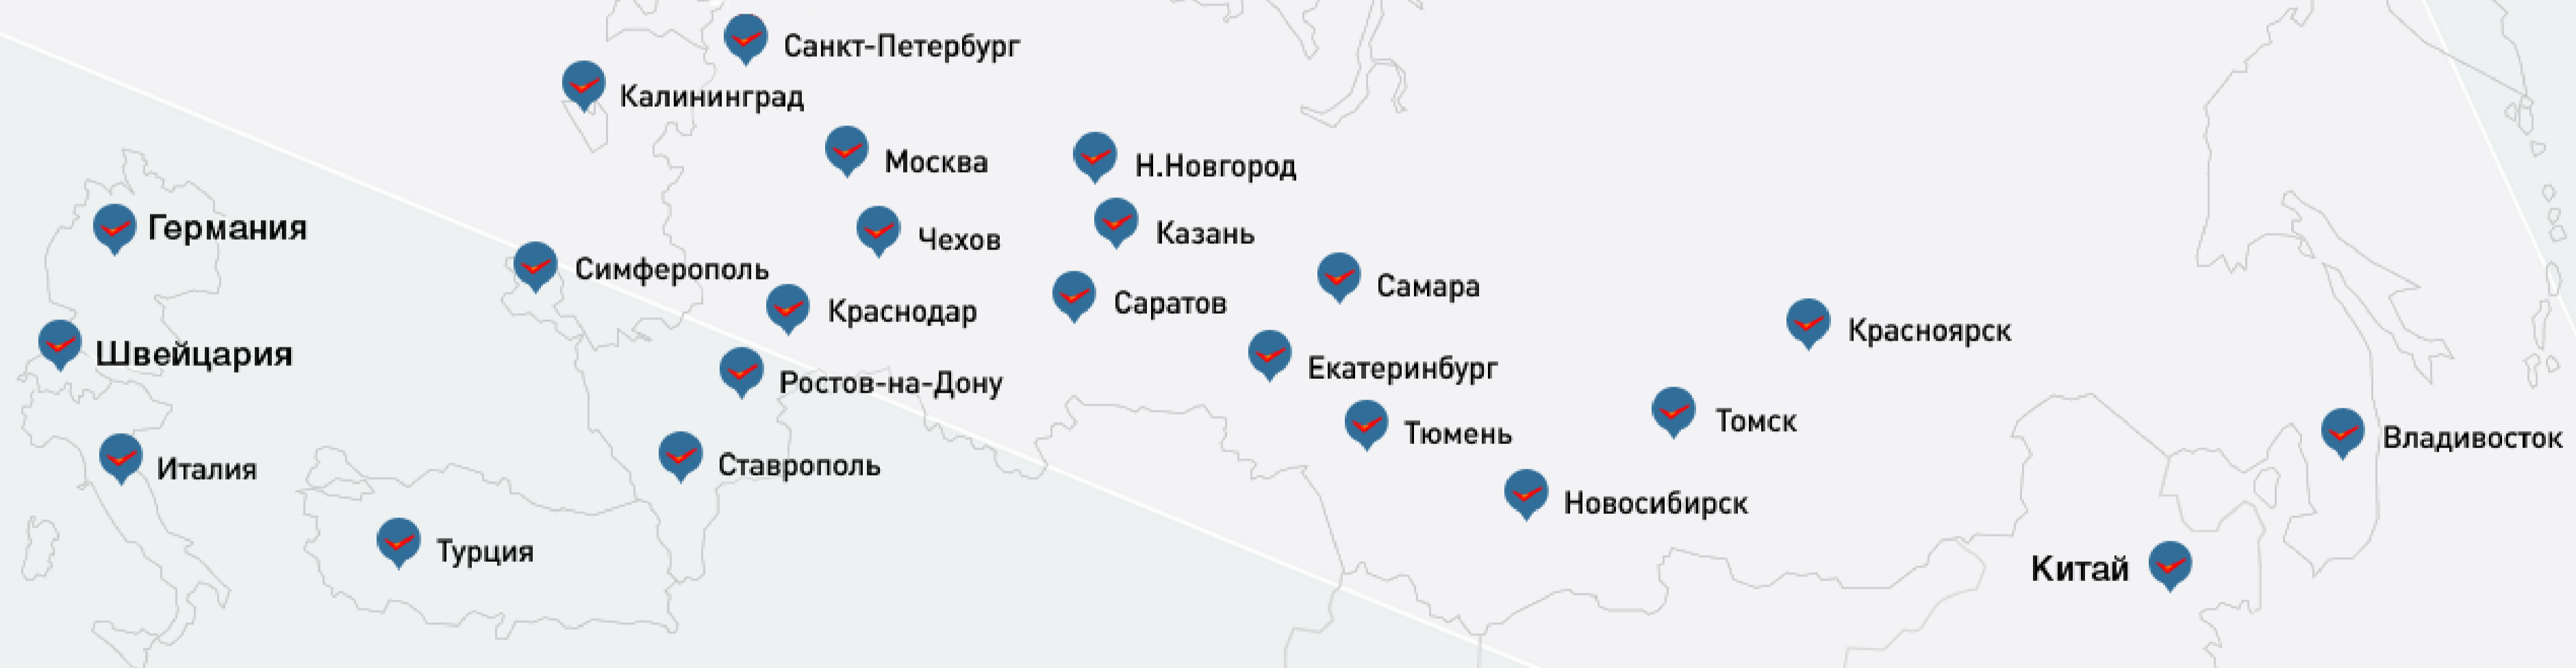 Санкт-Петербург
Калининград
Москва
Н.Новгород
Германия
Чехов
Казань
Симферополь
Самара
Краснодар
Саратов
Красноярск
Швейцария
Екатеринбург
Ростов-на-Дону
Томск
Тюмень
Владивосток
Италия
Ставрополь
Новосибирск
Турция
Китай